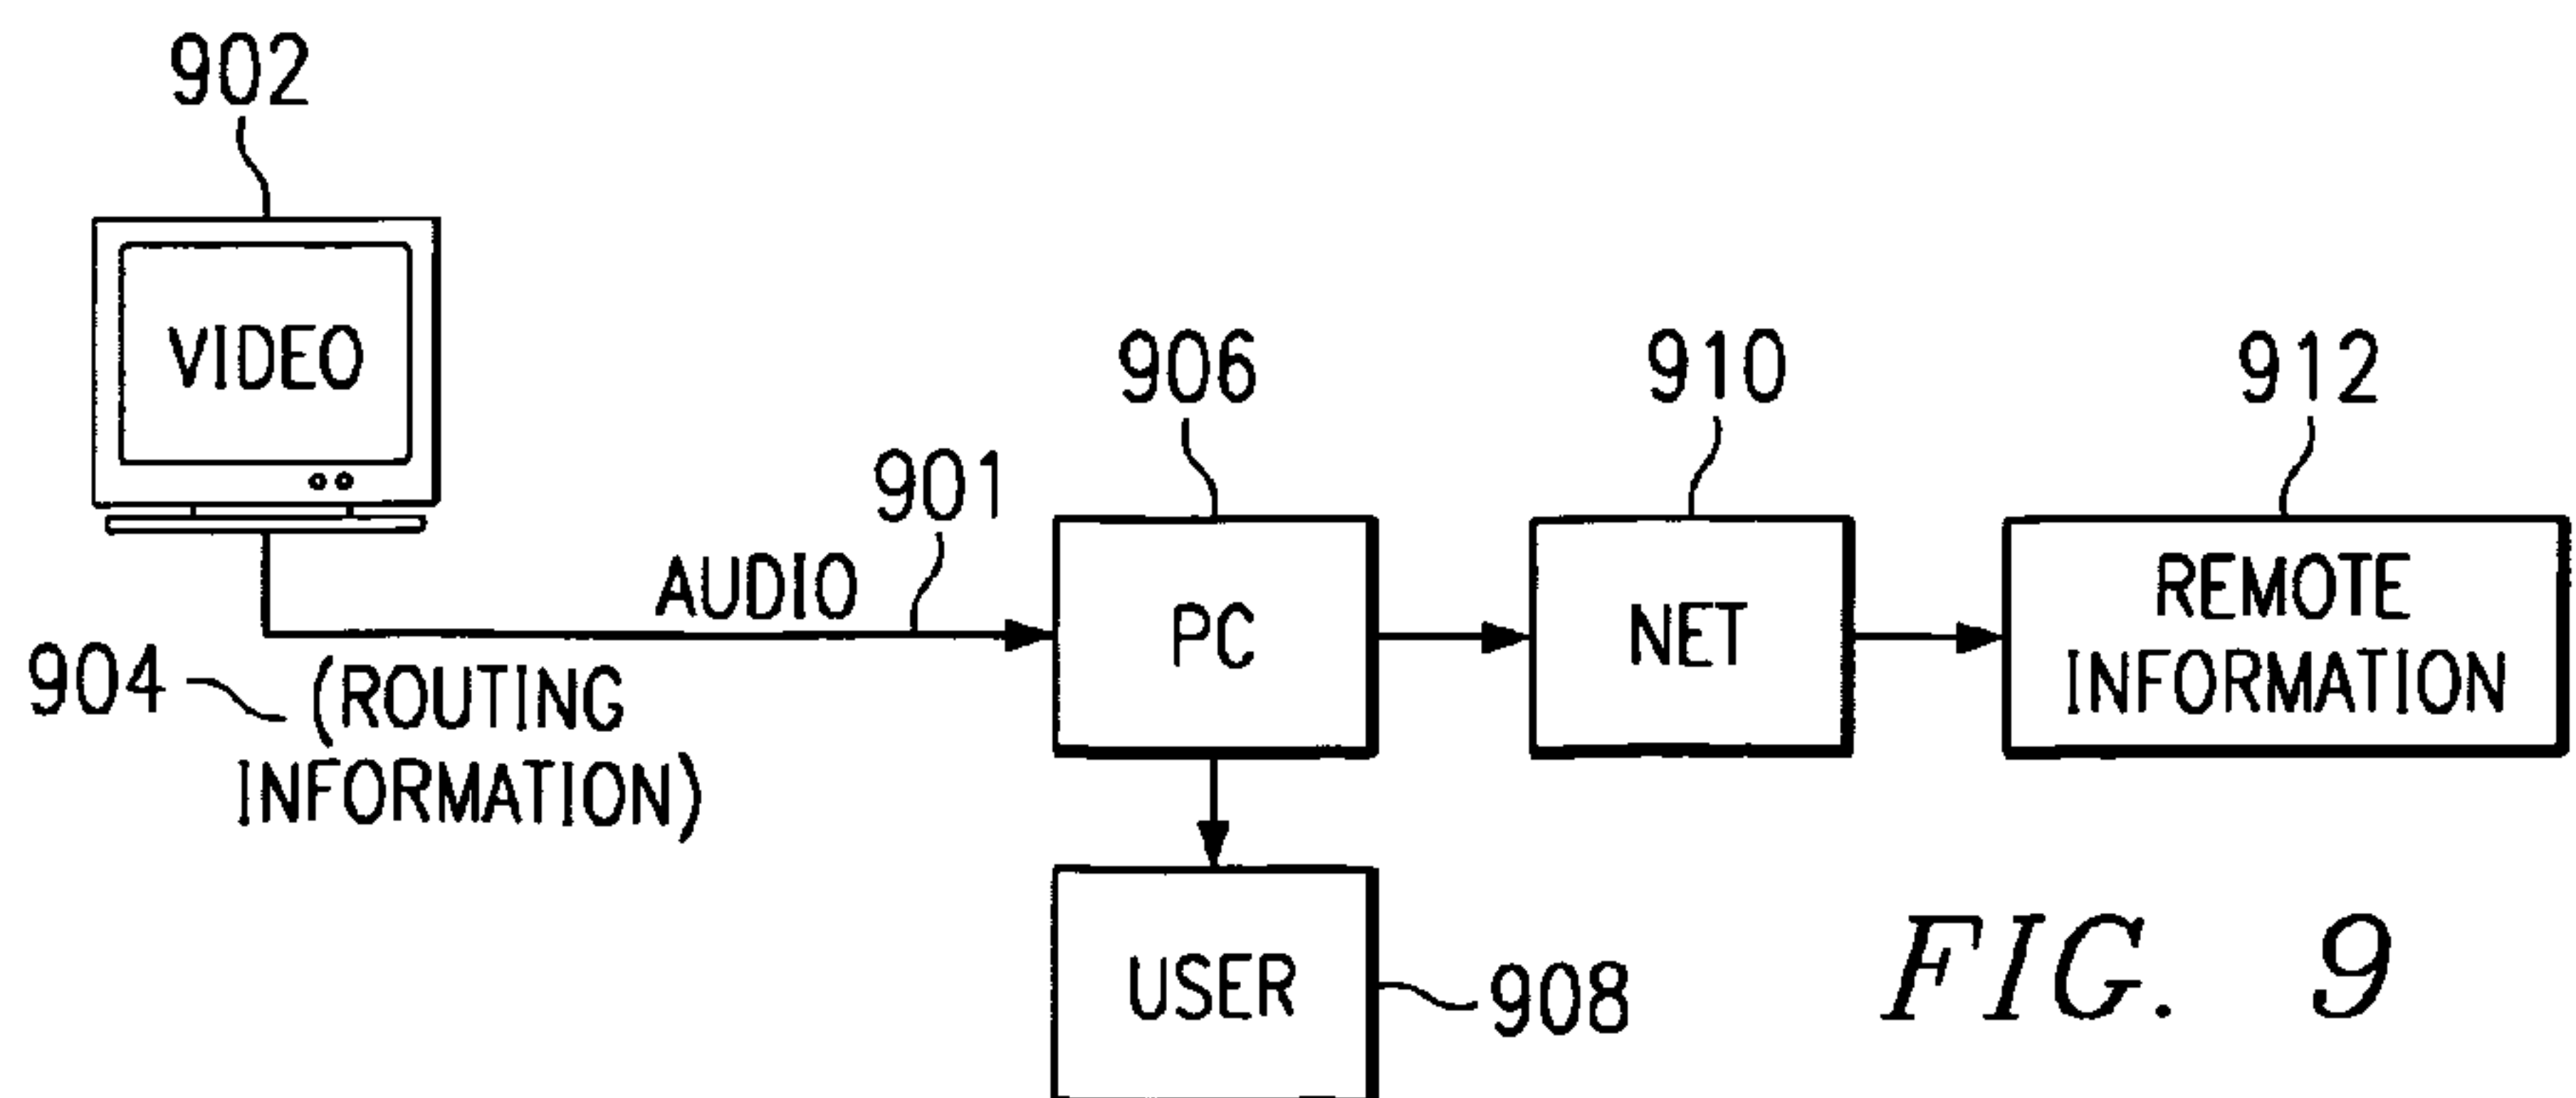 902
VIDEO
906
910
912
901
AUDIO
PC
NET
REMOTE
INFORMATION
904
(ROUTING
INFORMATION)
USER
908
FIG. 9